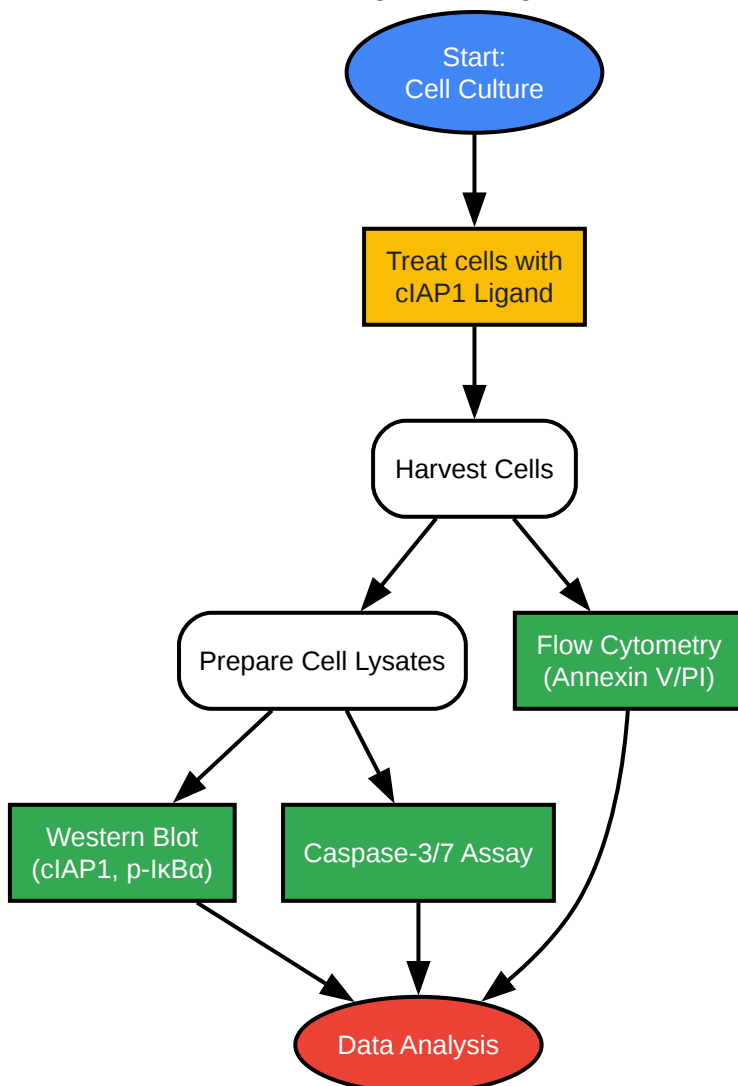 Start:
Cell Culture
Treat cells with
cIAP1 Ligand
Harvest Cells
Prepare Cell Lysates
Flow Cytometry
(Annexin V/PI)
Western Blot
(cIAP1, p-IκBα)
Caspase-3/7 Assay
Data Analysis